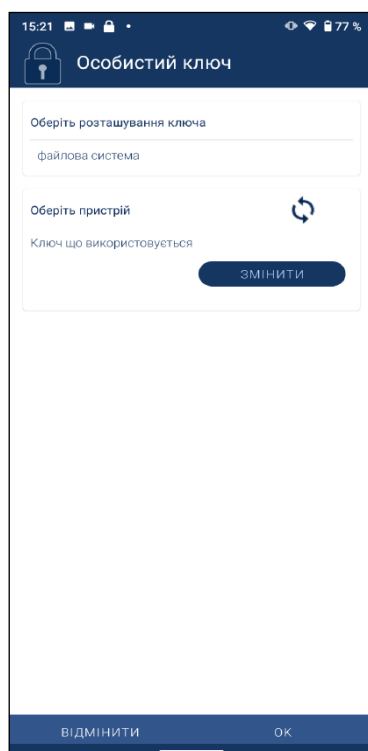 15:21 77 %
Особистий ключ
Оберіть розташування ключа
файлова система
Оберіть пристрій
Ключ що використовується
ЗМІНИТИ
ВІДМІНИТИ OK